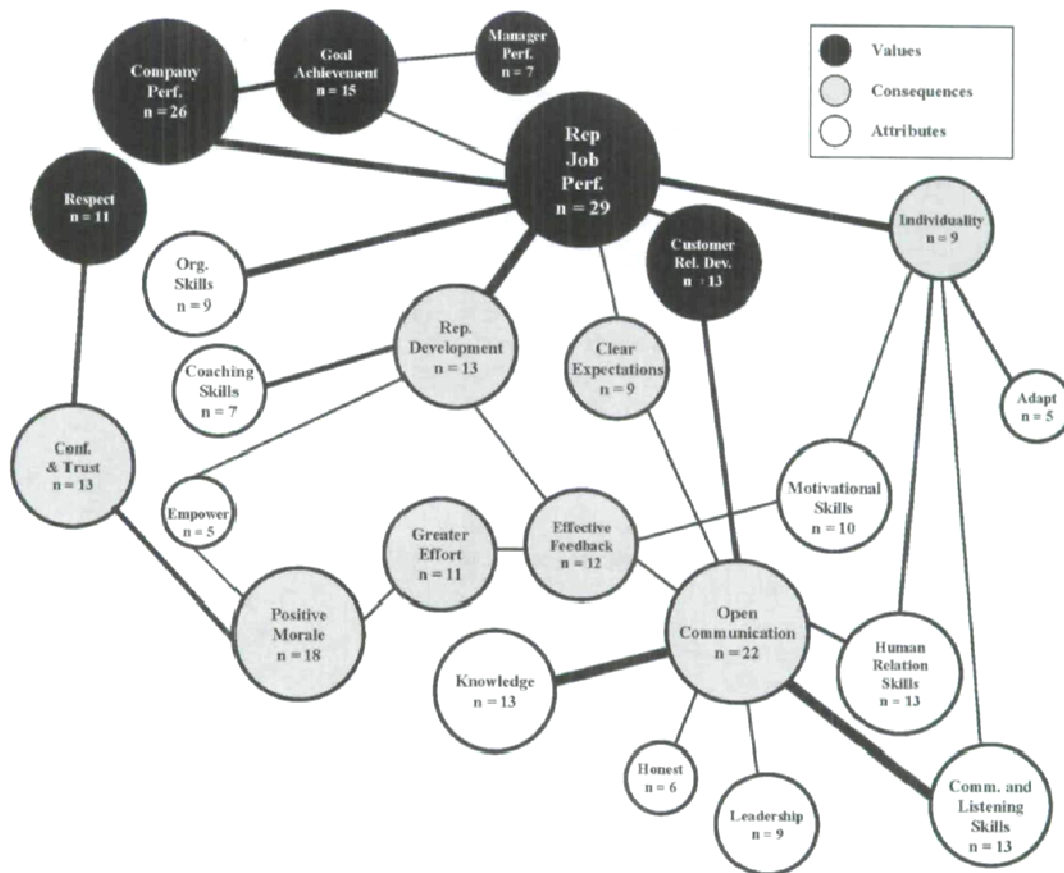 Manager
Perf.
n = 7
Goal
Achievement
n = 15
Company
Perf.
n = 26
Values
Consequences
Attributes
Rep
Job
Perf.
n = 29
Respect
n = 11
Individuality
n = 9
Customer
Rel. Dev.
n = 13
Org.
Skills
n = 9
Rep.
Development
n = 13
Clear
Expectations
n = 9
Coaching
Skills
n = 7
Adapt
n = 5
Conf.
& Trust
n = 13
Motivational
Skills
n = 10
Empower
n = 5
Greater
Effort
n = 11
Effective
Feedback
n = 12
Positive
Morale
n = 18
Open
Communication
n = 22
Human
Relation
Skills
n = 13
Knowledge
n = 13
Honest
n = 6
Leadership
n = 9
Comm. and
Listening
Skills
n = 13